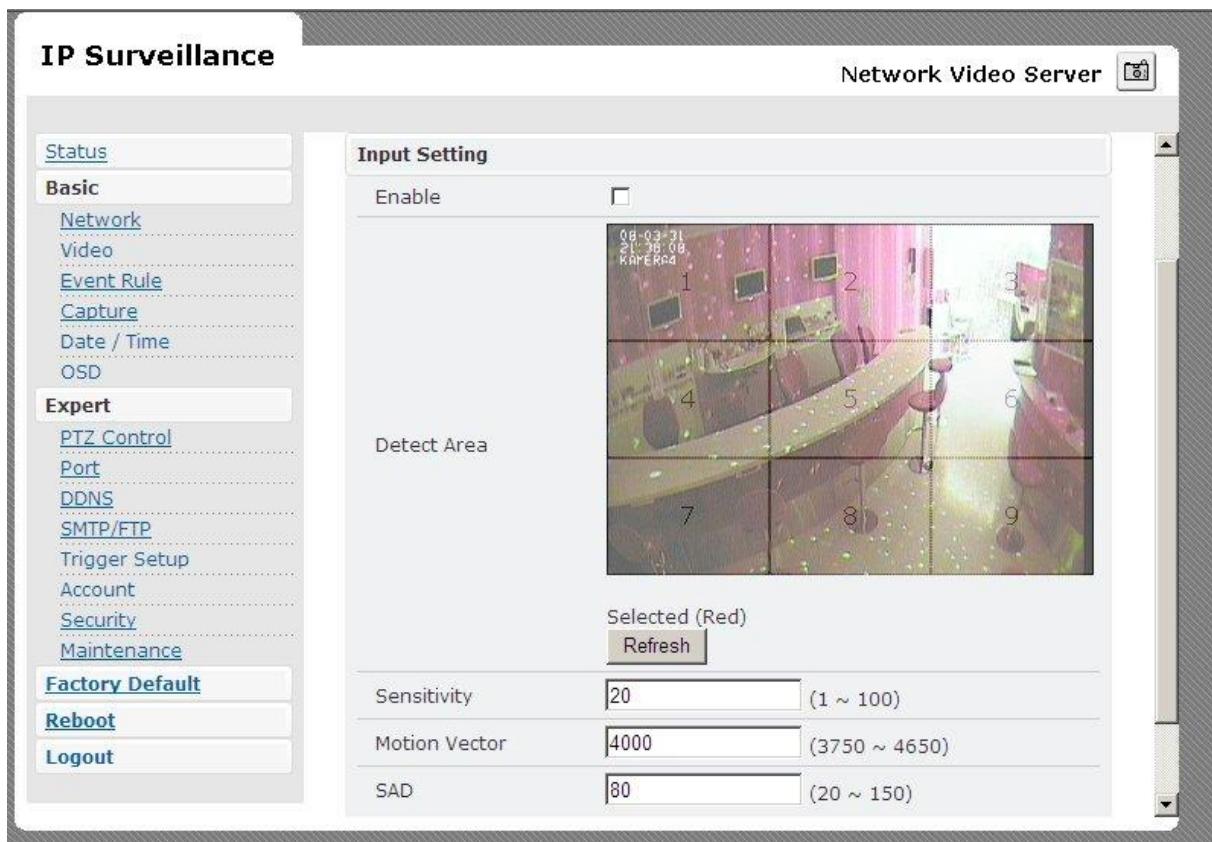 IP Surveillance
Network Video Server
Status
Basic
Network
Video
Event Rule
Capture
Date / Time
OSD
Expert
PTZ Control
Port
DDNS
SMTP/FTP
Trigger Setup
Account
Security
Maintenance
Factory Default
Reboot
Logout
Input Setting
Enable
Detect Area
08-03-31
21:38:08
KAMERA4
1 2 3
4 5 6
7 8 9
Selected (Red)
Refresh
Sensitivity 20 (1 ~ 100)
Motion Vector 4000 (3750 ~ 4650)
SAD 80 (20 ~ 150)